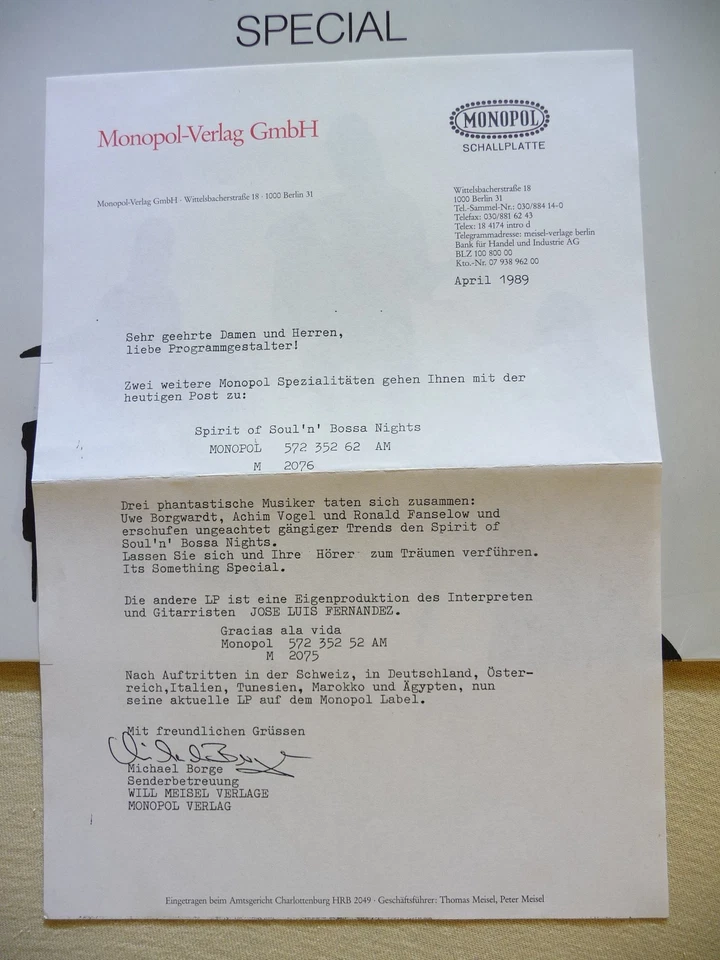 SPECIAL
Monopol-Verlag GmbH
MONOPOL
SCHALLPLATTE
Monopol-Verlag GmbH · Wittelsbacherstraße 18 · 1000 Berlin 31
Wittelsbacherstraße 18
1000 Berlin 31
Tel.-Sammel-Nr.: 030/884 14-0
Telefax: 030/881 62 43
Telex: 18 4174 intro d
Telegrammadresse: meisel-verlage berlin
Bank für Handel und Industrie AG
BLZ 100 800 00
Kto.-Nr. 07 938 962 00
April 1989
Sehr geehrte Damen und Herren,
liebe Programmgestalter!
Zwei weitere Monopol Spezialitäten gehen Ihnen mit der
heutigen Post zu:
Spirit of Soul'n' Bossa Nights
MONOPOL 572 352 62 AM
M 2076
Drei phantastische Musiker taten sich zusammen:
Uwe Borgwardt, Achim Vogel und Ronald Fanselow und
erschufen ungeachtet gängiger Trends den Spirit of
Soul'n' Bossa Nights.
Lassen Sie sich und Ihre Hörer zum Träumen verführen.
Its Something Special.
Die andere LP ist eine Eigenproduktion des Interpreten
und Gitarristen JOSE LUIS FERNANDEZ.
Gracias ala vida
Monopol 572 352 52 AM
M 2075
Nach Auftritten in der Schweiz, in Deutschland, Öster-
reich,Italien, Tunesien, Marokko und Ägypten, nun
seine aktuelle LP auf dem Monopol Label.
Mit freundlichen Grüssen
Michael Borge
Senderbetreuung
WILL MEISEL VERLAGE
MONOPOL VERLAG
Eingetragen beim Amtsgericht Charlottenburg HRB 2049 · Geschäftsführer: Thomas Meisel, Peter Meisel